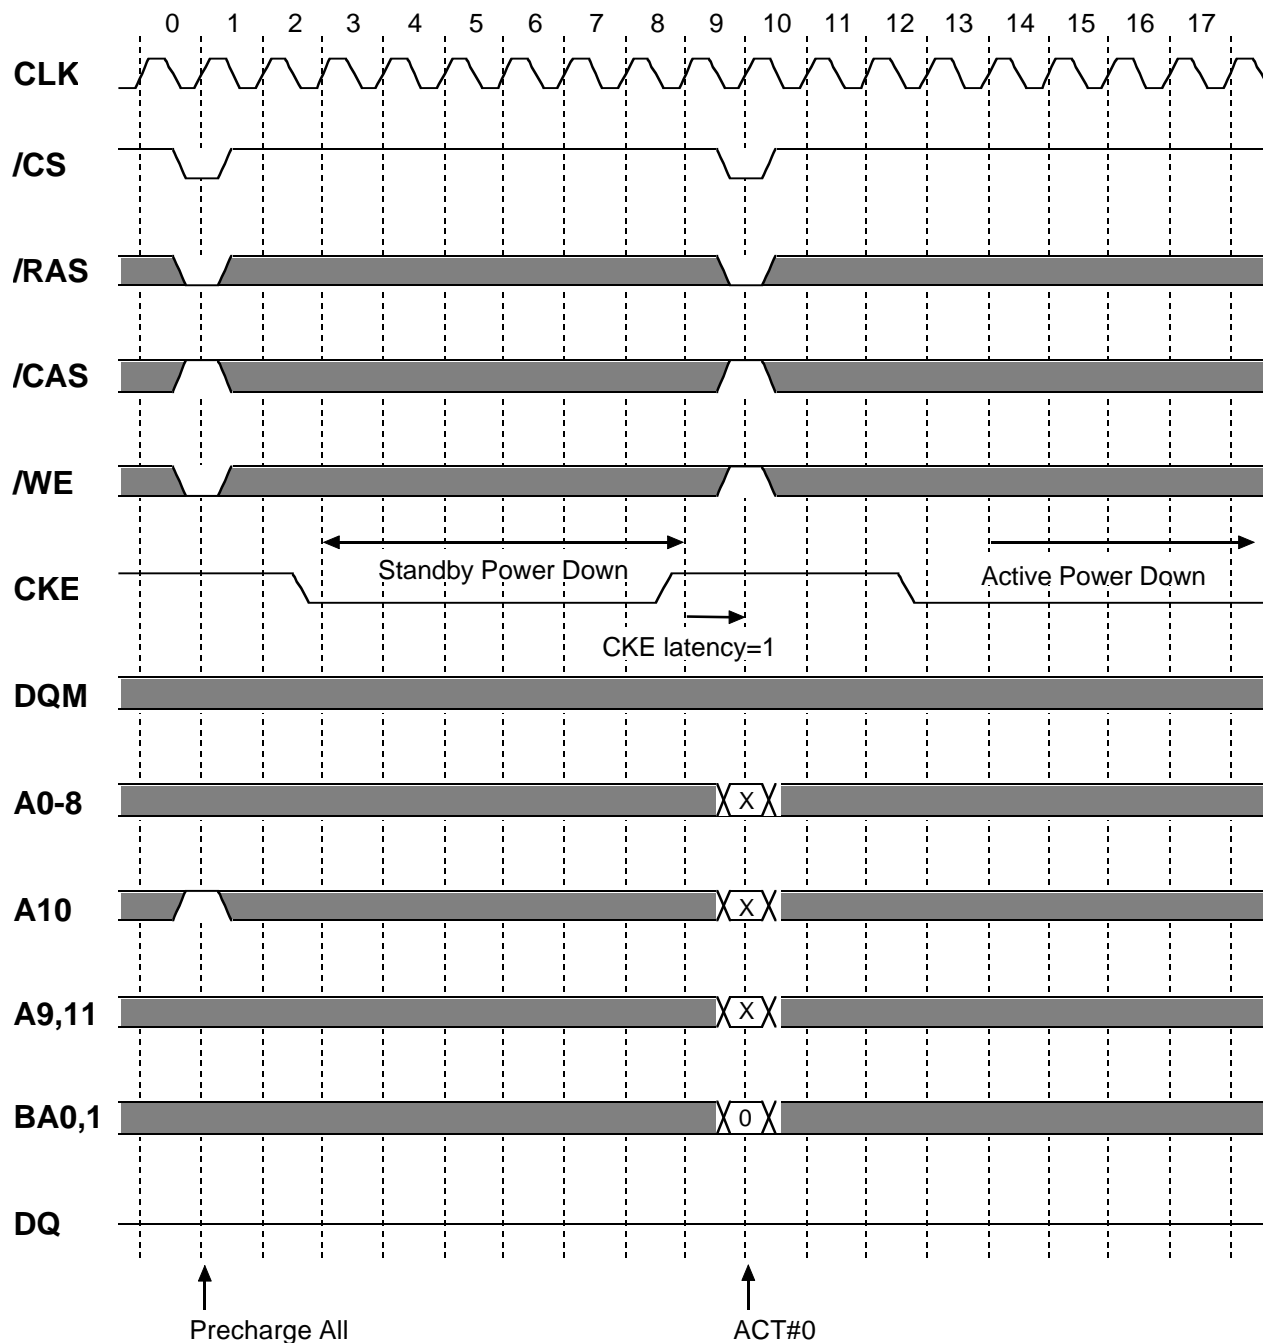 0 1 2 3 4 5 6 7 8 9 10 11 12 13 14 15 16 17
CLK
/CS
/RAS
/CAS
/WE
Standby Power Down
Active Power Down
CKE
CKE latency=1
DQM
A0-8 X
A10 X
A9,11 X
BA0,1 0
DQ
Precharge All ACT#0